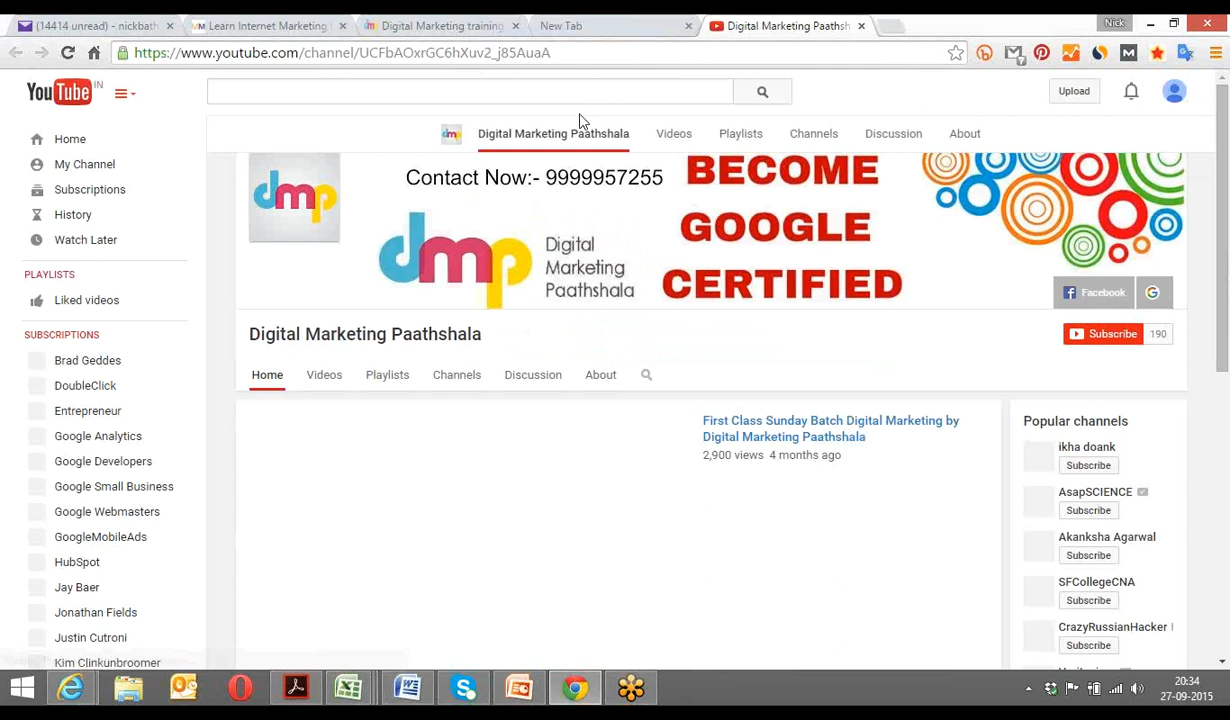 (14414 unread) - nickbath
Learn Internet Marketing
Digital Marketing training
New Tab
Digital Marketing Paathsh
Nick
https://www.youtube.com/channel/UCFbAOxrGC6hXuv2_j85AuaA
YouTube IN
Upload
Home
My Channel
Subscriptions
History
Watch Later
PLAYLISTS
Liked videos
SUBSCRIPTIONS
Brad Geddes
DoubleClick
Entrepreneur
Google Analytics
Google Developers
Google Small Business
Google Webmasters
GoogleMobileAds
HubSpot
Jay Baer
Jonathan Fields
Justin Cutroni
Kim Clinkunbroomer
dmp
Digital Marketing Paathshala
Videos
Playlists
Channels
Discussion
About
dmp
Contact Now:- 9999957255
dmp
Digital
Marketing
Paathshala
BECOME
GOOGLE
CERTIFIED
Facebook
G
Digital Marketing Paathshala
Subscribe 190
Home
Videos
Playlists
Channels
Discussion
About
First Class Sunday Batch Digital Marketing by
Digital Marketing Paathshala
2,900 views 4 months ago
Popular channels
ikha doank
Subscribe
AsapSCIENCE
Subscribe
Akanksha Agarwal
Subscribe
SFCollegeCNA
Subscribe
CrazyRussianHacker
Subscribe
20:34
27-09-2015